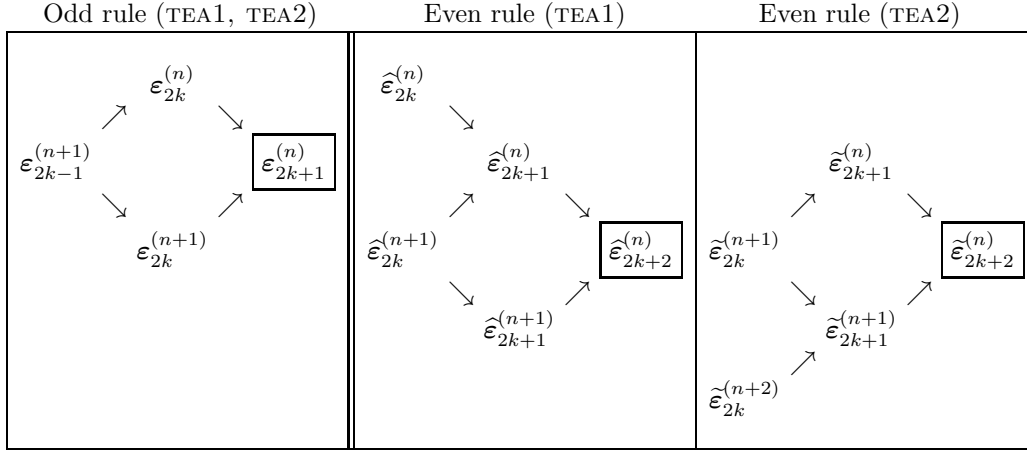 Odd rule (TEA1, TEA2) Even rule (TEA1) Even rule (TEA2)
ε_{2k}^{(n)} ε̂_{2k}^{(n)}
ε_{2k−1}^{(n+1)} ε_{2k+1}^{(n)} ε̂_{2k+1}^{(n)} ε̃_{2k+1}^{(n)}
ε_{2k}^{(n+1)} ε̂_{2k}^{(n+1)} ε̂_{2k+2}^{(n)} ε̃_{2k}^{(n+1)} ε̃_{2k+2}^{(n)}
ε̂_{2k+1}^{(n+1)} ε̃_{2k+1}^{(n+1)}
ε̃_{2k}^{(n+2)}